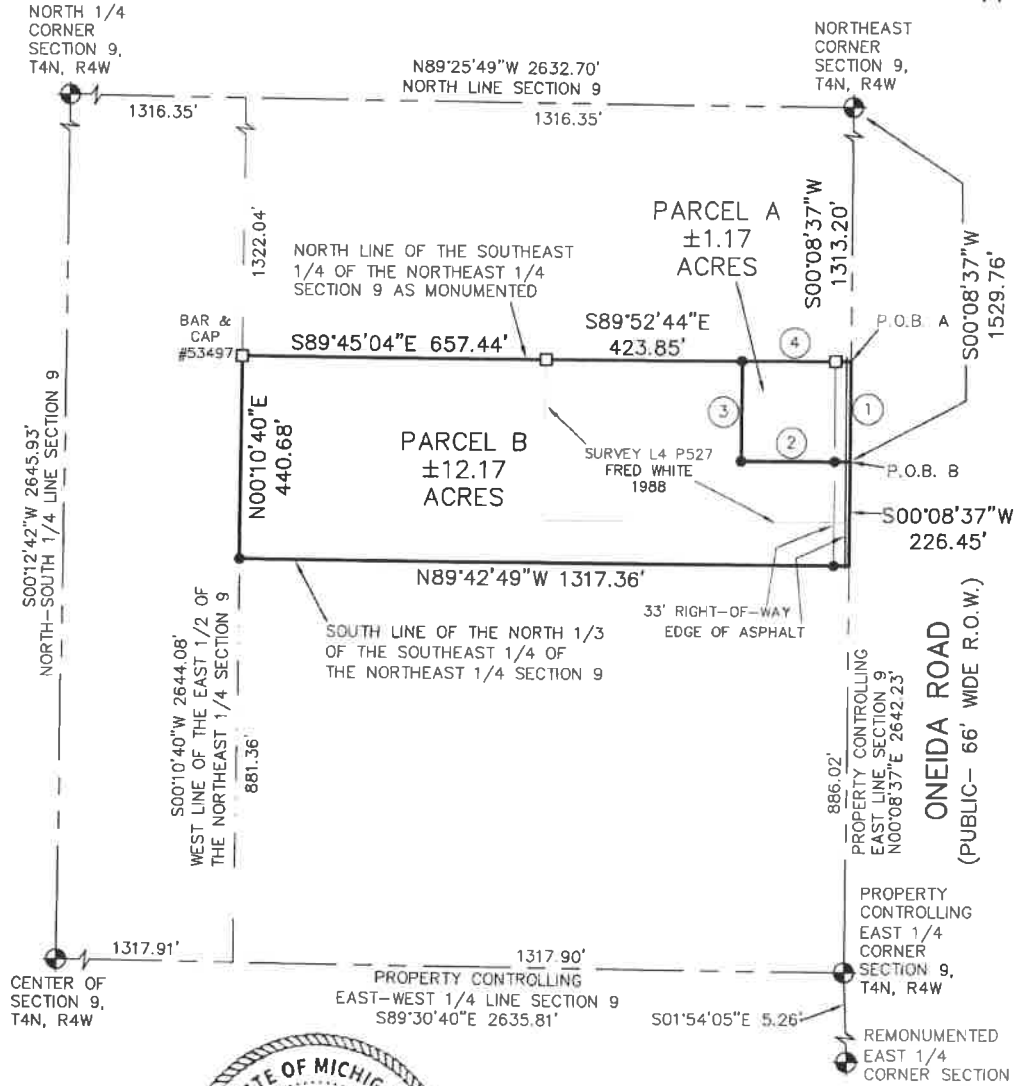 NORTH 1/4
CORNER
SECTION 9,
T4N, R4W
NORTHEAST
CORNER
SECTION 9,
T4N, R4W
N89°25'49"W 2632.70'
NORTH LINE SECTION 9
1316.35'
1316.35'
1322.04'
S00°08'37"W
1313.20'
S00°08'37"W
1529.76'
PARCEL A
±1.17
ACRES
NORTH LINE OF THE SOUTHEAST
1/4 OF THE NORTHEAST 1/4
SECTION 9 AS MONUMENTED
BAR &
CAP
#53497
S89°45'04"E 657.44'
S89°52'44"E
423.85'
4
P.O.B. A
3
1
2
P.O.B. B
N00°10'40"E
440.68'
PARCEL B
±12.17
ACRES
SURVEY L4 P527
FRED WHITE
1988
S00°08'37"W
226.45'
N89°42'49"W 1317.36'
33' RIGHT-OF-WAY
EDGE OF ASPHALT
SOUTH LINE OF THE NORTH 1/3
OF THE SOUTHEAST 1/4 OF
THE NORTHEAST 1/4 SECTION 9
S00°12'42"W 2645.93'
NORTH-SOUTH 1/4 LINE SECTION 9
S00°10'40"W 2644.08'
WEST LINE OF THE EAST 1/2 OF
THE NORTHEAST 1/4 SECTION 9
881.36'
886.02'
PROPERTY CONTROLLING
EAST LINE SECTION 9
N00°08'37"E 2642.23'
ONEIDA ROAD
(PUBLIC- 66' WIDE R.O.W.)
PROPERTY
CONTROLLING
EAST 1/4
CORNER
SECTION 9,
T4N, R4W
1317.91'
1317.90'
CENTER OF
SECTION 9,
T4N, R4W
PROPERTY CONTROLLING
EAST-WEST 1/4 LINE SECTION 9
S89°30'40"E 2635.81'
S01°54'05"E 5.26'
REMONUMENTED
EAST 1/4
CORNER SECTION
OF